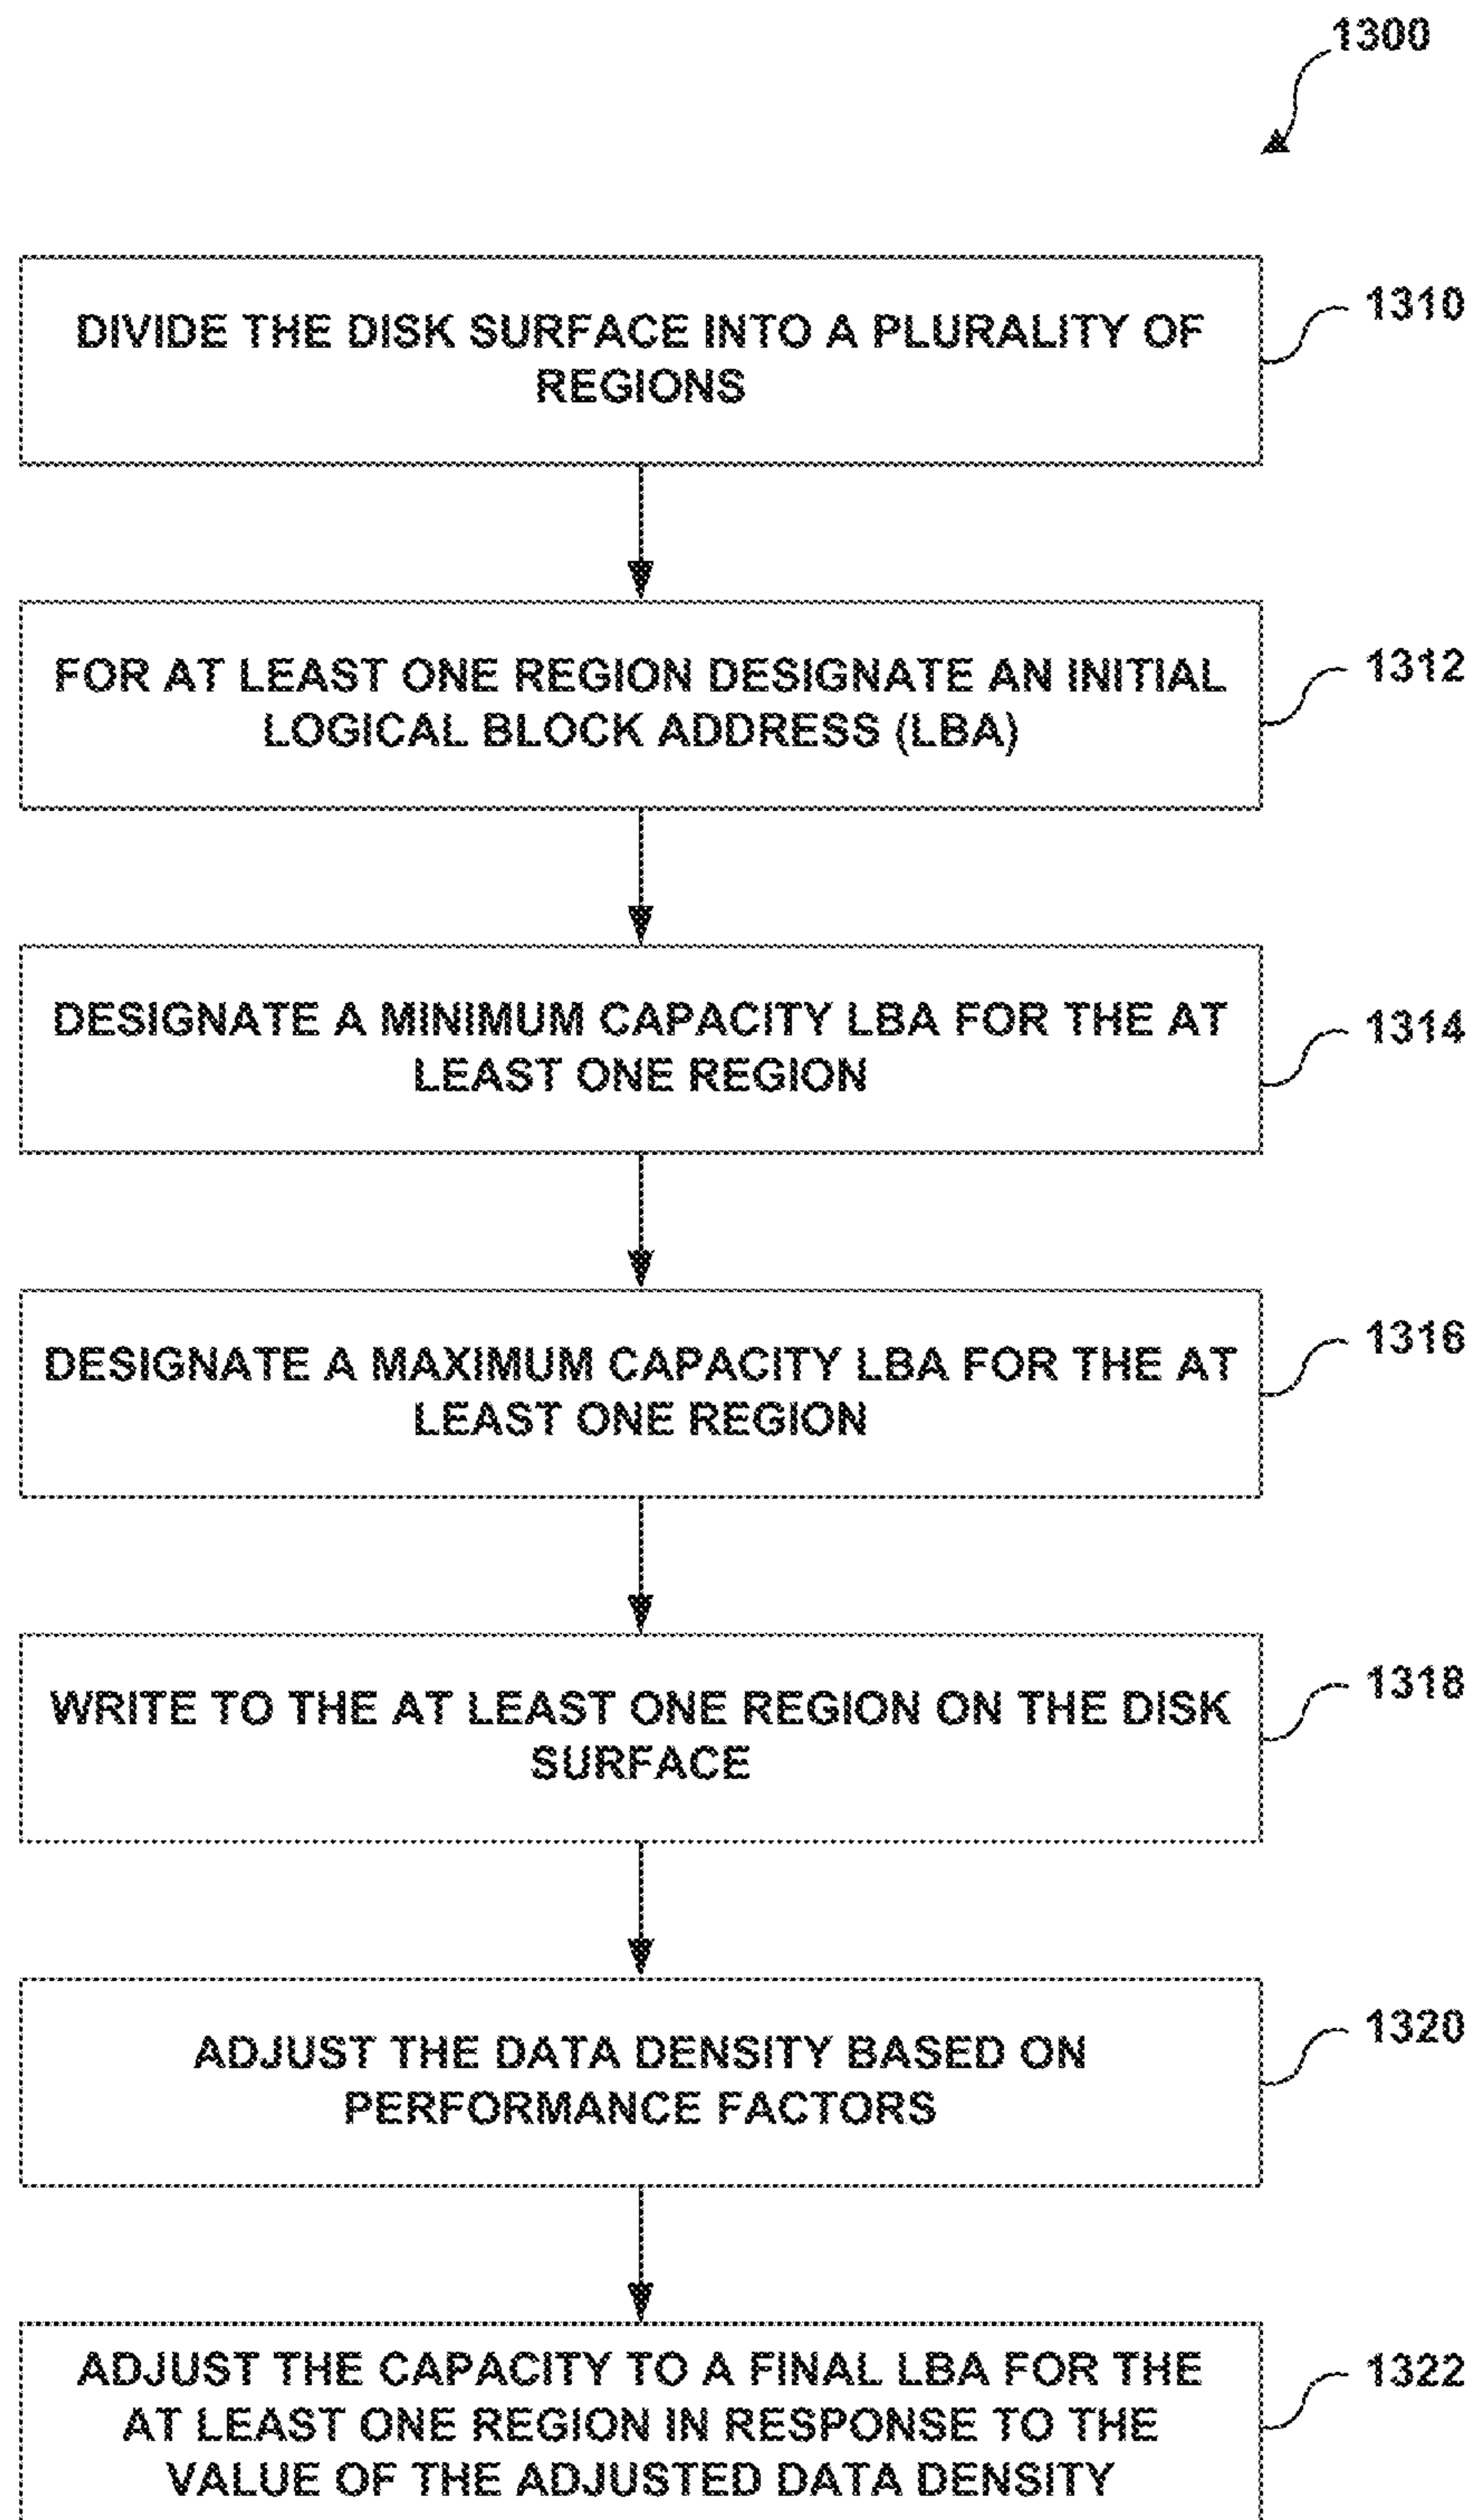 1300
DIVIDE THE DISK SURFACE INTO A PLURALITY OF
REGIONS
1310
FOR AT LEAST ONE REGION DESIGNATE AN INITIAL
LOGICAL BLOCK ADDRESS (LBA)
1312
DESIGNATE A MINIMUM CAPACITY LBA FOR THE AT
LEAST ONE REGION
1314
DESIGNATE A MAXIMUM CAPACITY LBA FOR THE AT
LEAST ONE REGION
1316
WRITE TO THE AT LEAST ONE REGION ON THE DISK
SURFACE
1318
ADJUST THE DATA DENSITY BASED ON
PERFORMANCE FACTORS
1320
ADJUST THE CAPACITY TO A FINAL LBA FOR THE
AT LEAST ONE REGION IN RESPONSE TO THE
VALUE OF THE ADJUSTED DATA DENSITY
1322